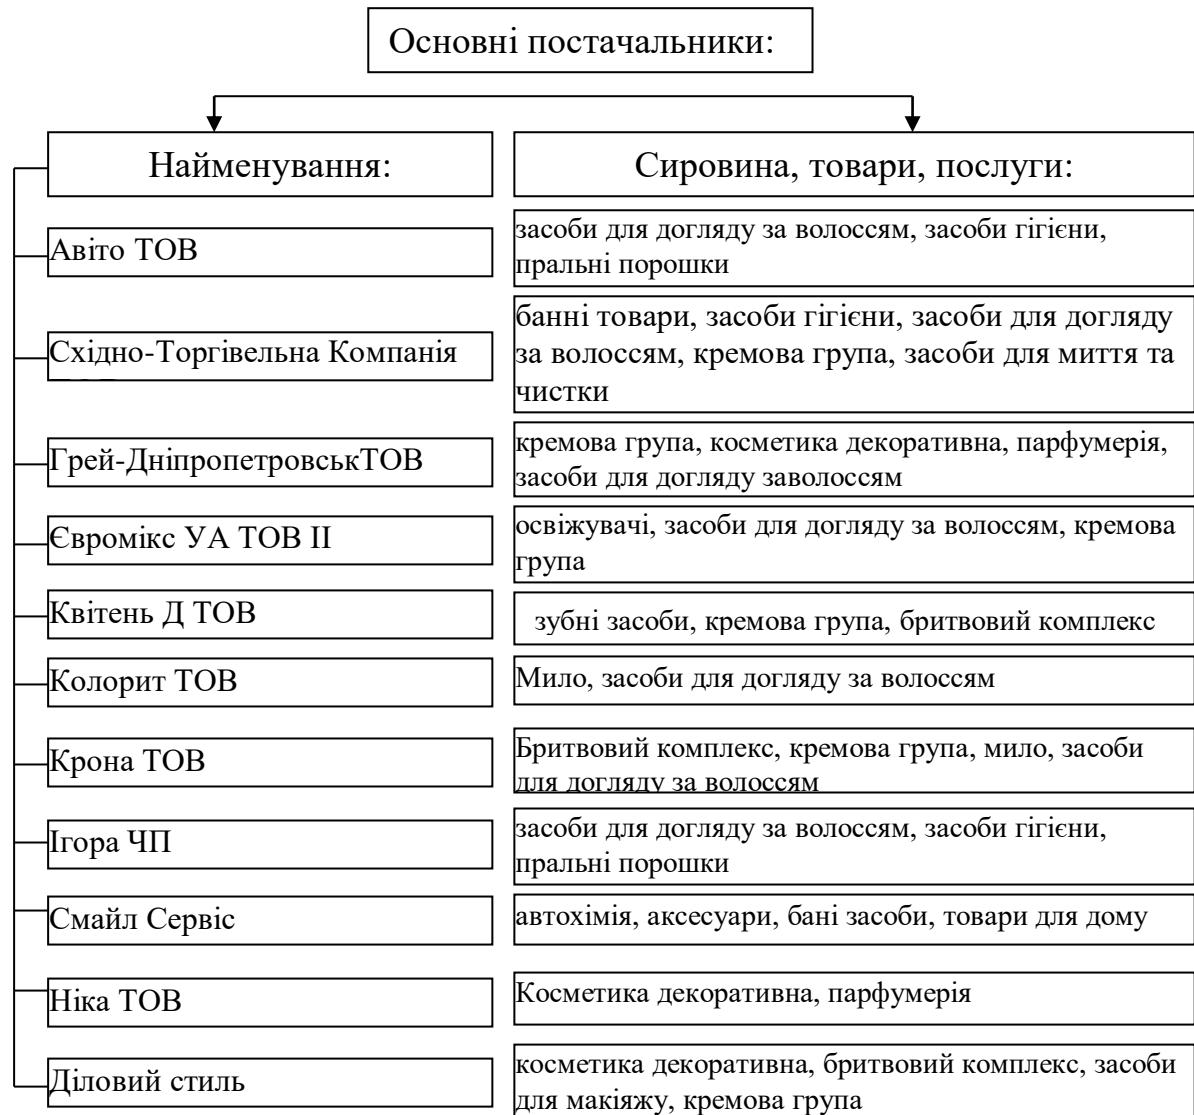 Основні постачальники:
Найменування:
Сировина, товари, послуги:
Авіто ТОВ
засоби для догляду за волоссям, засоби гігієни,
пральні порошки
Східно-Торгівельна Компанія
банні товари, засоби гігієни, засоби для догляду
за волоссям, кремова група, засоби для миття та
чистки
Грей-ДніпропетровськТОВ
кремова група, косметика декоративна, парфумерія,
засоби для догляду заволоссям
Євромікс УА ТОВ ІІ
освіжувачі, засоби для догляду за волоссям, кремова
група
Квітень Д ТОВ
зубні засоби, кремова група, бритвовий комплекс
Колорит ТОВ
Мило, засоби для догляду за волоссям
Крона ТОВ
Бритвовий комплекс, кремова група, мило, засоби
для догляду за волоссям
Ігора ЧП
засоби для догляду за волоссям, засоби гігієни,
пральні порошки
Смайл Сервіс
автохімія, аксесуари, бані засоби, товари для дому
Ніка ТОВ
Косметика декоративна, парфумерія
Діловий стиль
косметика декоративна, бритвовий комплекс, засоби
для макіяжу, кремова група